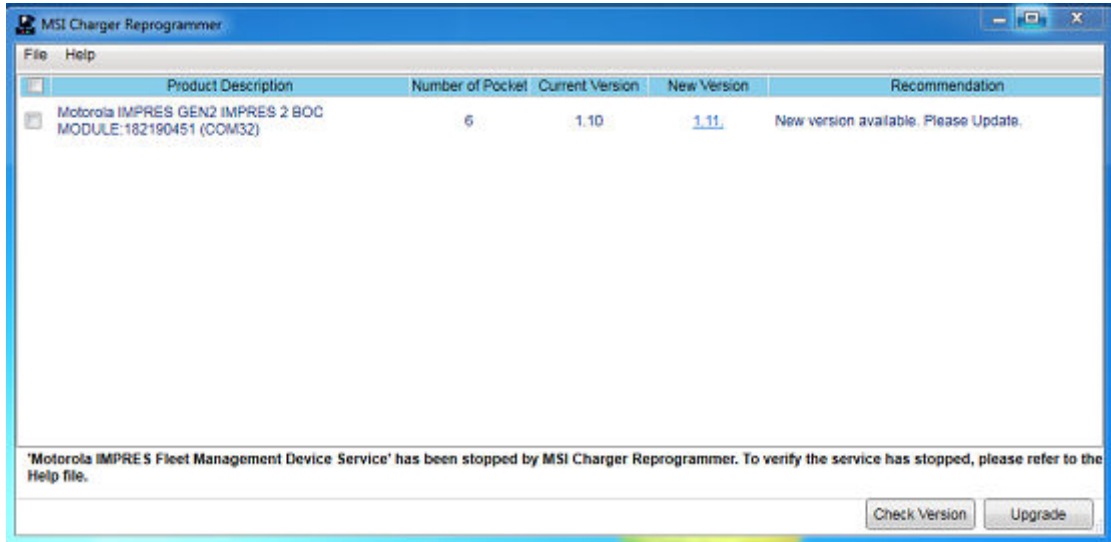 MSI Charger Reprogrammer
File Help
Product Description Number of Pocket Current Version New Version Recommendation
Motorola IMPRES GEN2 IMPRES 2 BOC
MODULE:182190451 (COM32) 6 1.10 1.11. New version available. Please Update.
'Motorola IMPRES Fleet Management Device Service' has been stopped by MSI Charger Reprogrammer. To verify the service has stopped, please refer to the
Help file.
Check Version Upgrade